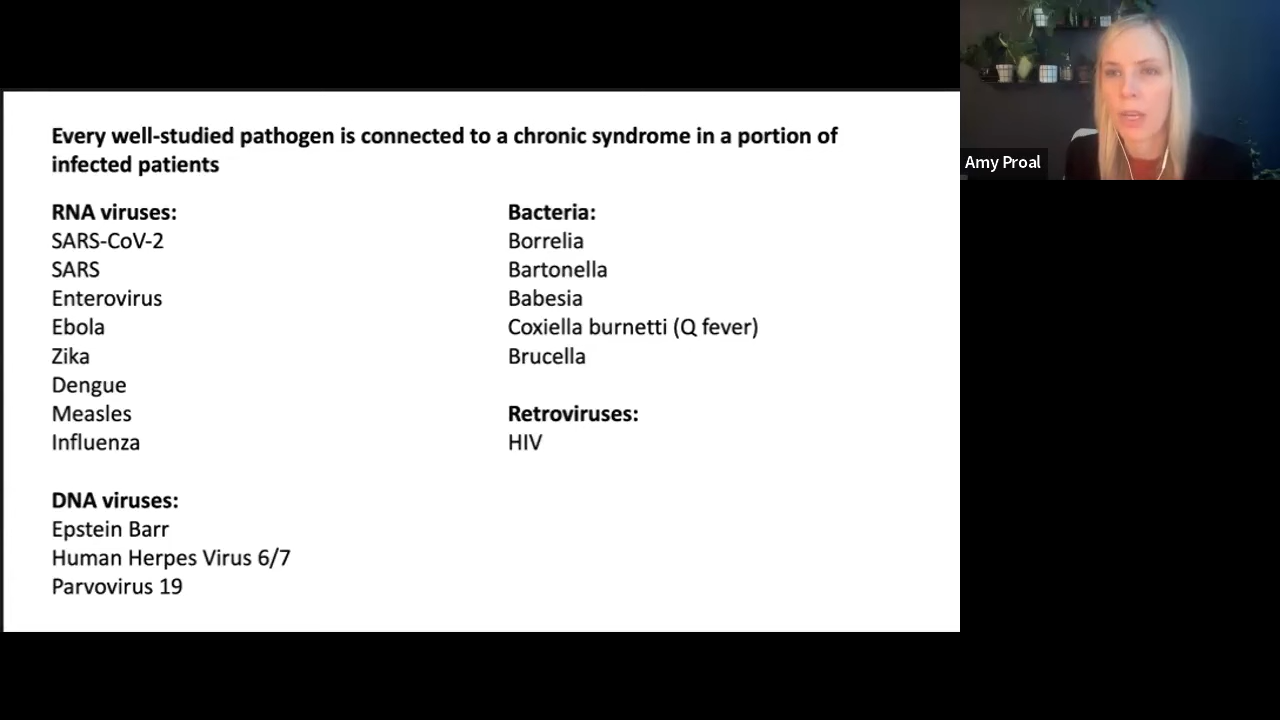 Every well-studied pathogen is connected to a chronic syndrome in a portion of
infected patients
RNA viruses:
SARS-CoV-2
SARS
Enterovirus
Ebola
Zika
Dengue
Measles
Influenza
DNA viruses:
Epstein Barr
Human Herpes Virus 6/7
Parvovirus 19
Bacteria:
Borrelia
Bartonella
Babesia
Coxiella burnetti (Q fever)
Brucella
Retroviruses:
HIV
Amy Proal